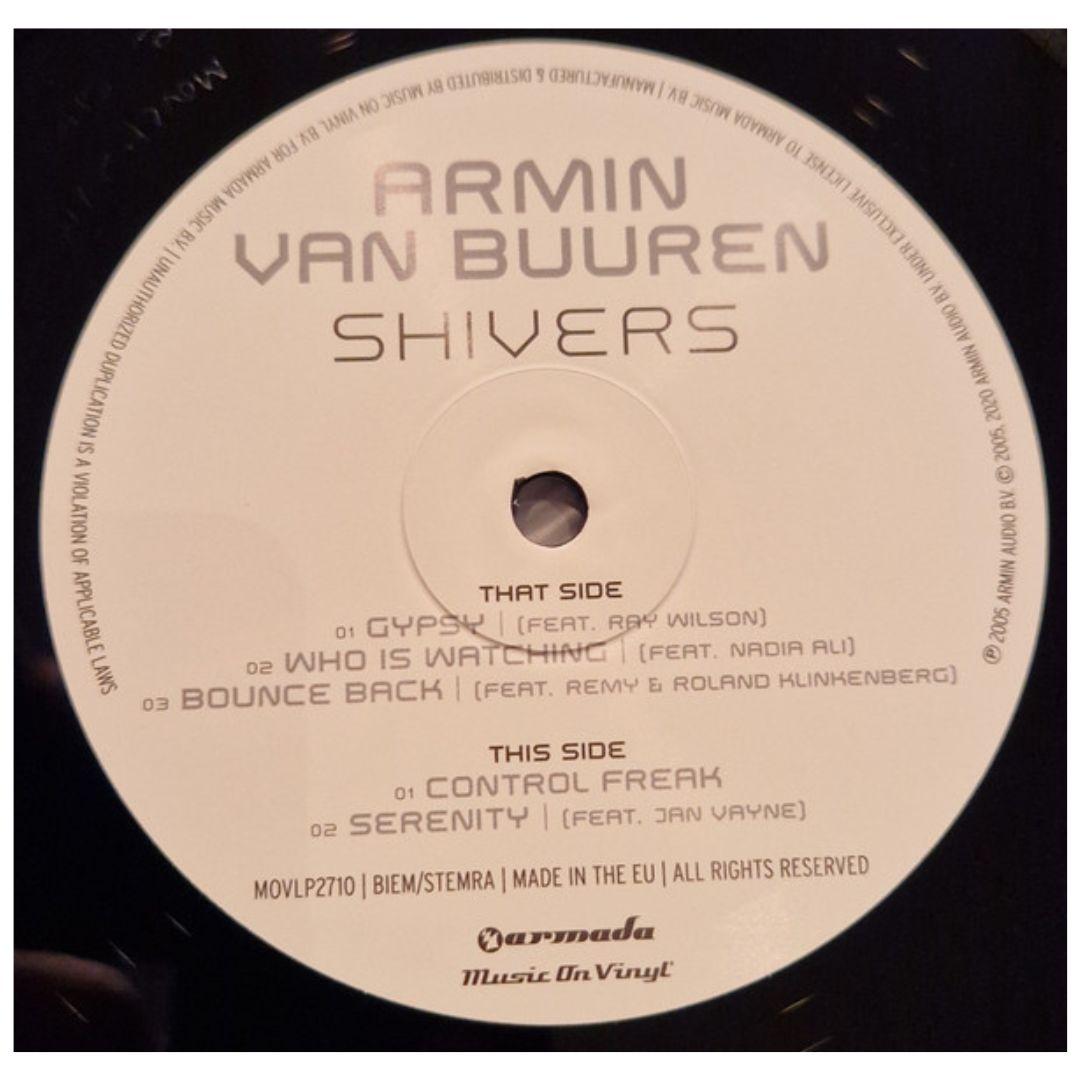 ARMIN
VAN BUUREN
SHIVERS
THAT SIDE
01 GYPSY | (FEAT. RAY WILSON)
02 WHO IS WATCHING | (FEAT. NADIA ALI)
03 BOUNCE BACK | (FEAT. REMY & ROLAND KLINKENBERG)
THIS SIDE
01 CONTROL FREAK
02 SERENITY | (FEAT. JAN VAYNE)
MOVLP2710 | BIEM/STEMRA | MADE IN THE EU | ALL RIGHTS RESERVED
armada
Music On Vinyl
℗ 2005 ARMIN AUDIO B.V. © 2005, 2020 ARMIN AUDIO B.V. UNDER EXCLUSIVE LICENSE TO ARMADA MUSIC B.V. | MANUFACTURED & DISTRIBUTED BY MUSIC ON VINYL B.V. FOR ARMADA MUSIC B.V. | UNAUTHORIZED DUPLICATION IS A VIOLATION OF APPLICABLE LAWS